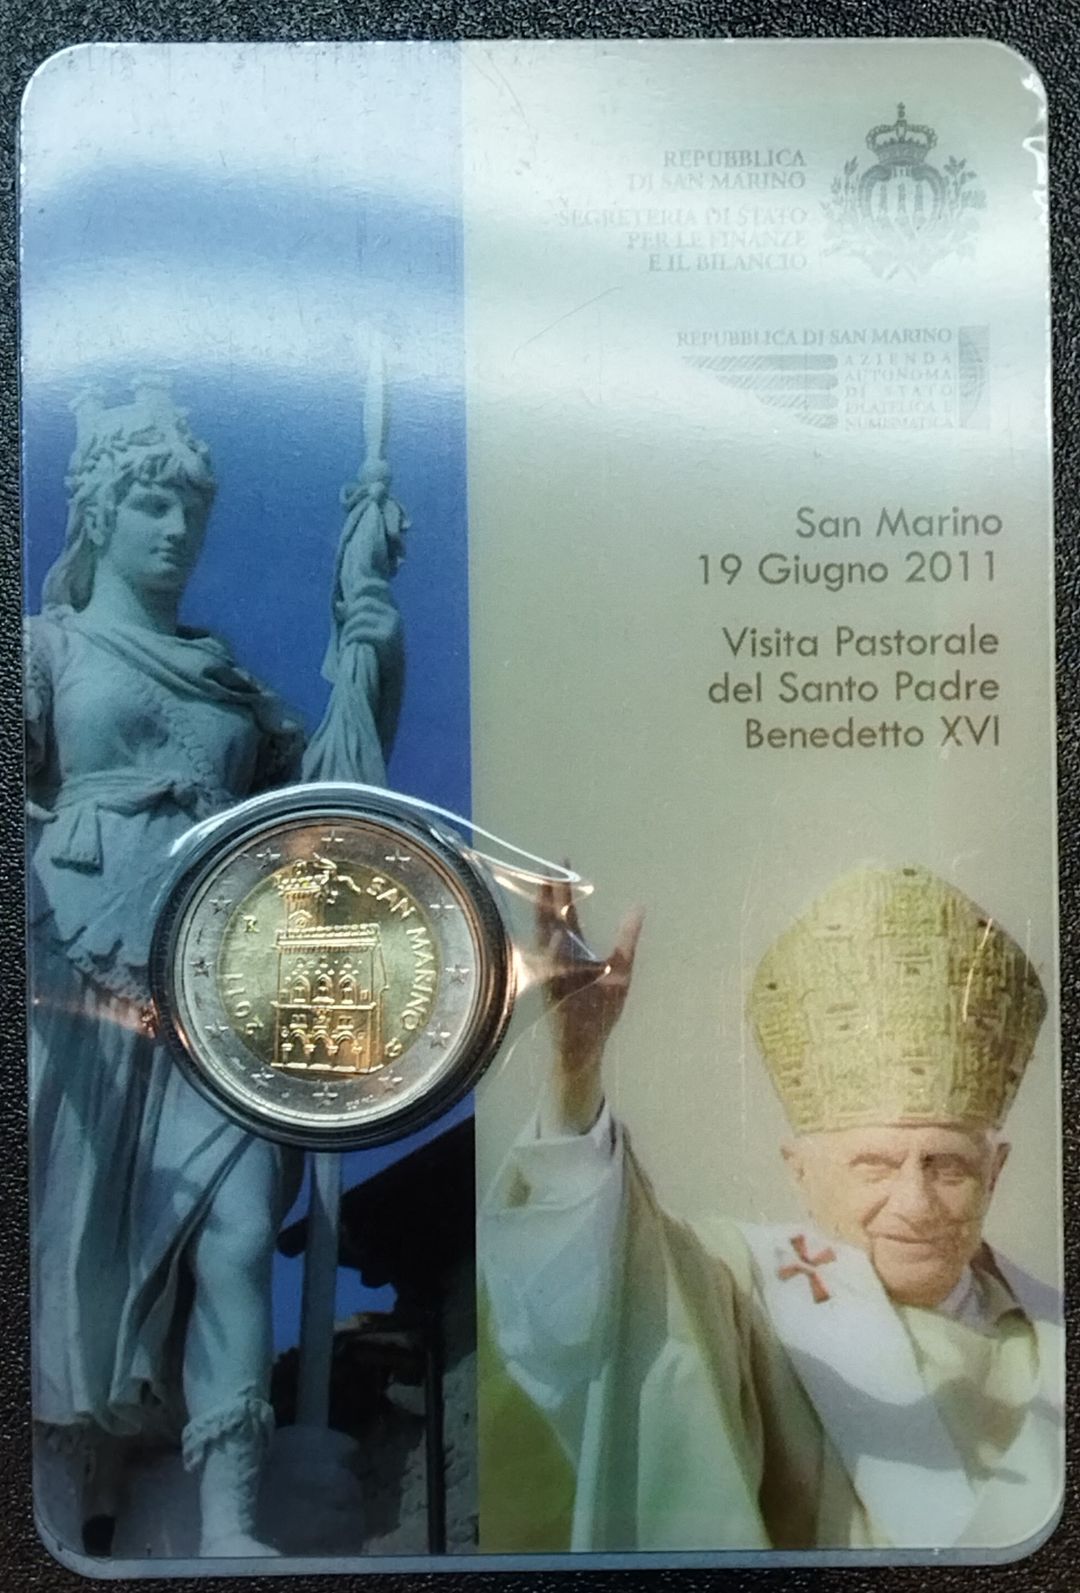 REPUBBLICA
DI SAN MARINO
SEGRETERIA DI STATO
PER LE FINANZE
E IL BILANCIO
REPUBBLICA DI SAN MARINO
AZIENDA
AUTONOMA
DI STATO
FILATELICA E
NUMISMATICA
San Marino
19 Giugno 2011
Visita Pastorale
del Santo Padre
Benedetto XVI
SAN MARINO
R
2011